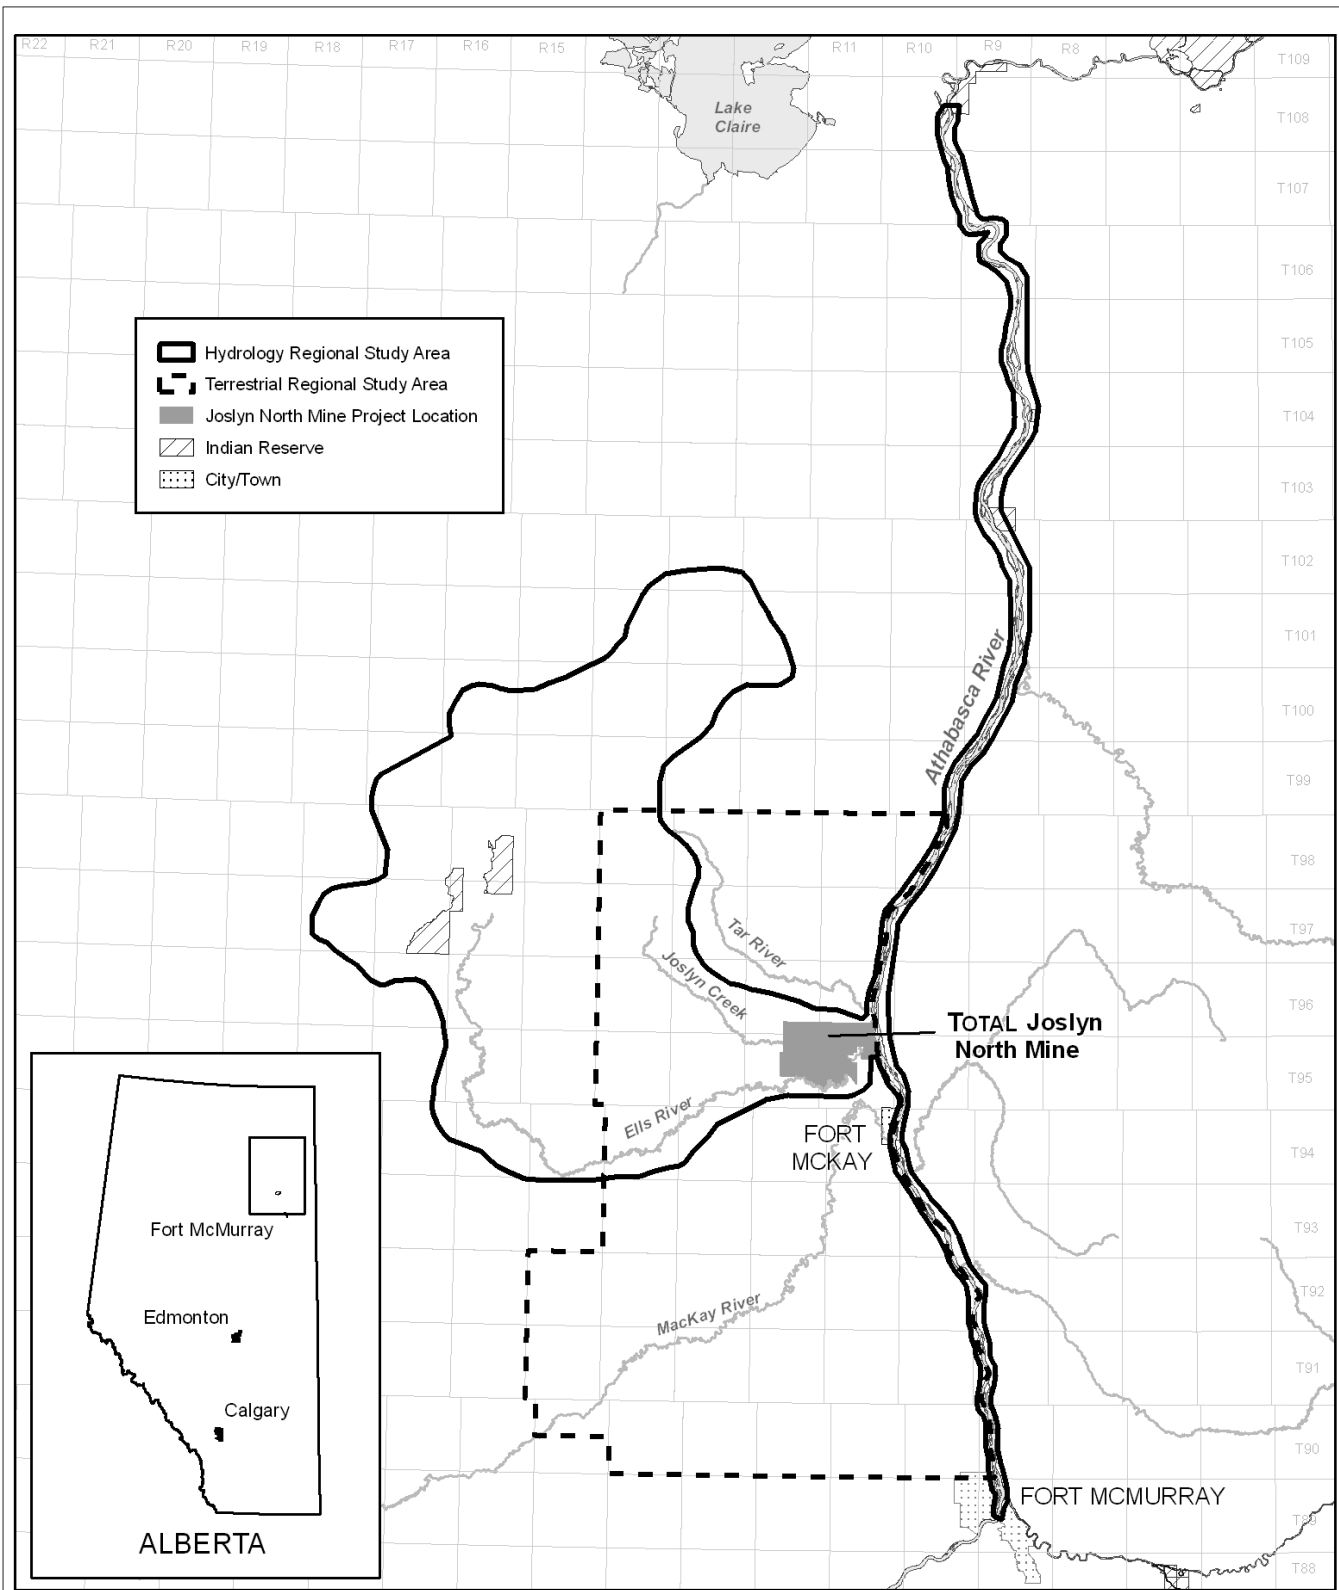 R22 R21 R20 R19 R18 R17 R16 R15 R11 R10 R9 R8
T109
Lake
Claire
T108
T107
T106
T105
T104
T103
T102
T101
T100
T99
T98
T97
T96
T95
T94
T93
T92
T91
T90
T89
T88
Hydrology Regional Study Area
Terrestrial Regional Study Area
Joslyn North Mine Project Location
Indian Reserve
City/Town
Athabasca River
Tar River
Joslyn Creek
TOTAL Joslyn
North Mine
Ells River
FORT
MCKAY
MacKay River
FORT MCMURRAY
Fort McMurray
Edmonton
Calgary
ALBERTA